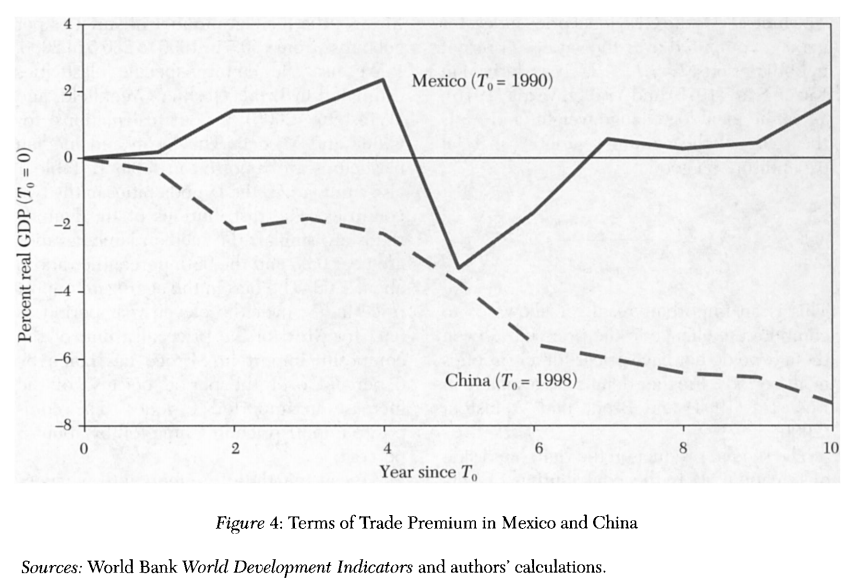 4
2
0
−2
−4
−6
−8
Percent real GDP (T0 = 0)
Mexico (T0 = 1990)
China (T0 = 1998)
0 2 4 6 8 10
Year since T0
Figure 4: Terms of Trade Premium in Mexico and China
Sources: World Bank World Development Indicators and authors’ calculations.